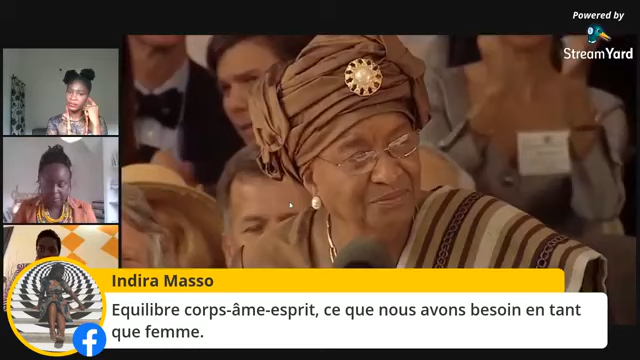 Powered by
StreamYard
Indira Masso
Equilibre corps-âme-esprit, ce que nous avons besoin en tant
que femme.